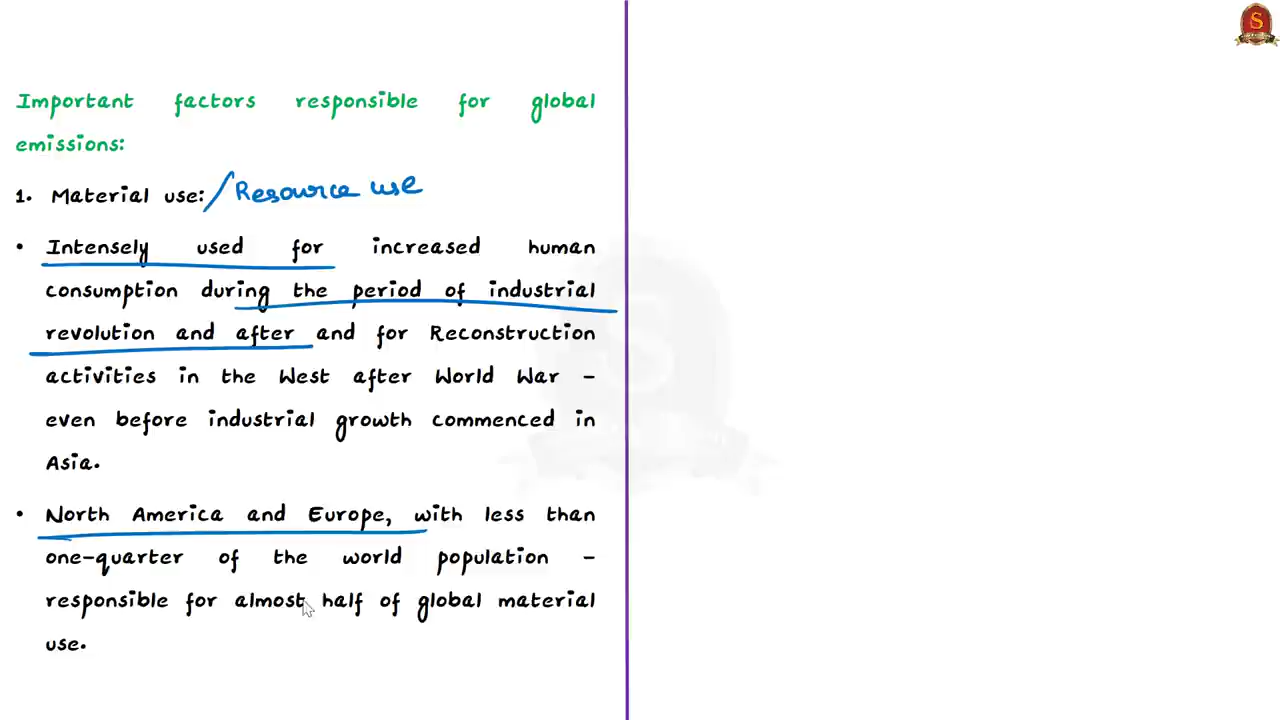 Important factors responsible for global
emissions:
1. Material use: /Resource use
• Intensely used for increased human
consumption during the period of industrial
revolution and after and for Reconstruction
activities in the West after World War –
even before industrial growth commenced in
Asia.
• North America and Europe, with less than
one-quarter of the world population –
responsible for almost half of global material
use.
S